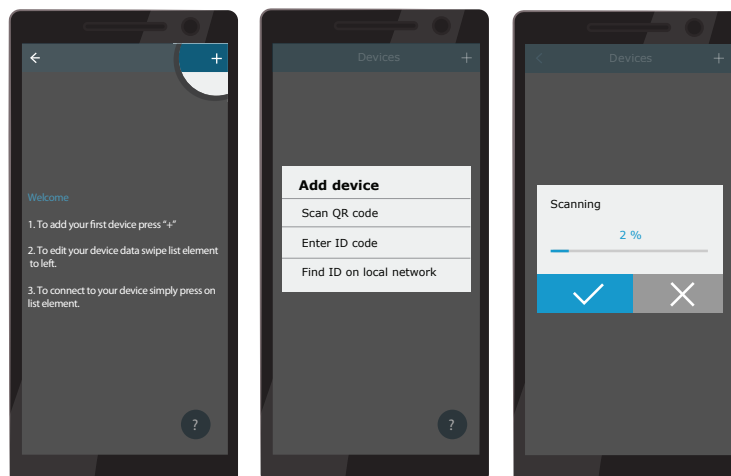 ←
+
Welcome
1. To add your first device press “+”
2. To edit your device data swipe list element
to left.
3. To connect to your device simply press on
list element.
?
Devices
+
Add device
Scan QR code
Enter ID code
Find ID on local network
?
Devices
+
Scanning
2 %